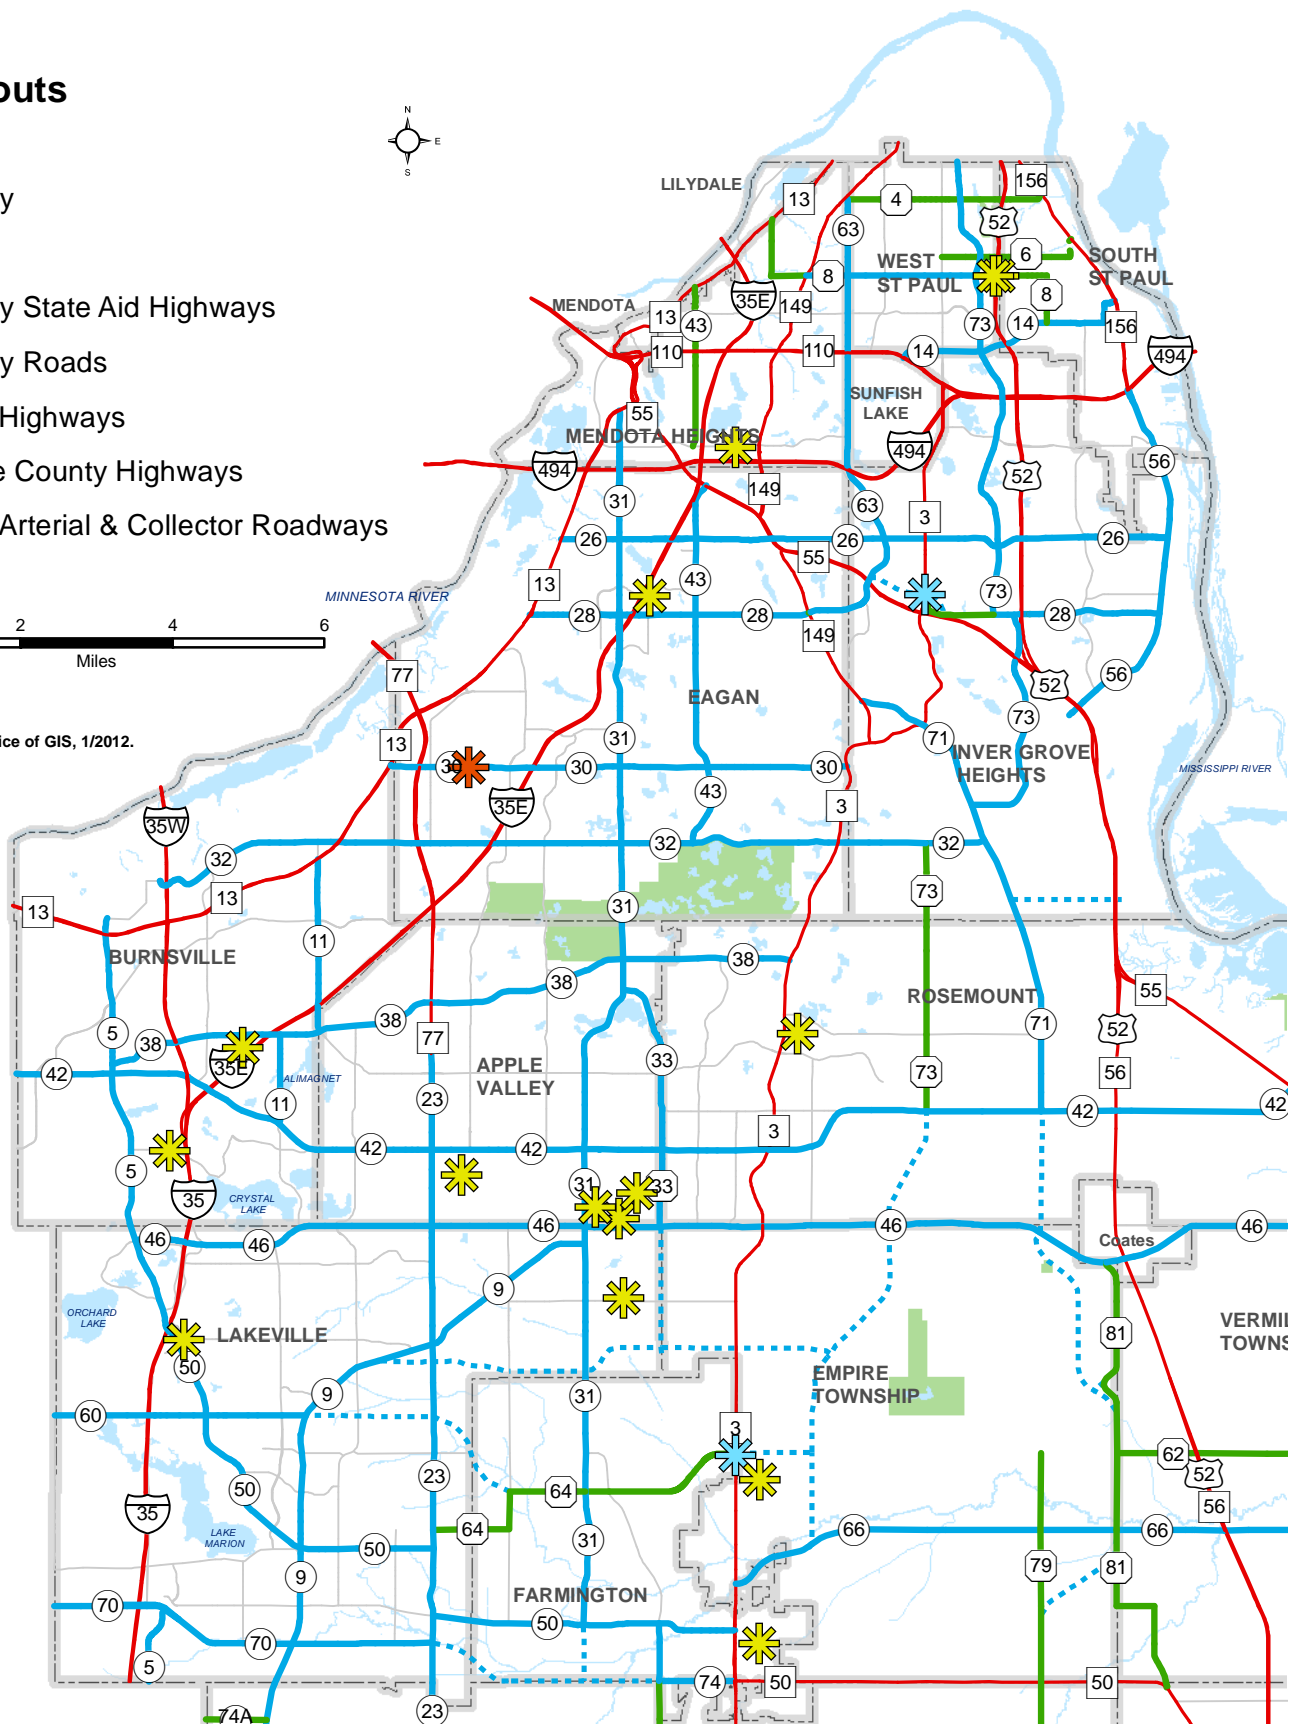 outs
y
y State Aid Highways
y Roads
Highways
e County Highways
Arterial & Collector Roadways
2 4 6
Miles
ice of GIS, 1/2012.
N
E
S
LILYDALE
13
4
156
63
52
WEST
ST PAUL
6
SOUTH
ST PAUL
8
8
MENDOTA
35E
149
13
43
73
14
156
110
110
14
494
SUNFISH
LAKE
55
MENDOTA HEIGHTS
494
494
56
52
31
149
63
3
26
26
26
55
13
43
73
MINNESOTA RIVER
28
28
28
149
77
56
52
EAGAN
73
13
31
71
INVER GROVE
HEIGHTS
30
30
30
MISSISSIPPI RIVER
35E
43
3
35W
32
32
32
13
13
73
31
11
BURNSVILLE
38
38
ROSEMOUNT
55
5
38
38
77
71
52
35E
33
APPLE
VALLEY
42
ALIMAGNET
73
56
11
23
42
42
42
42
3
5
31
33
35
CRYSTAL
LAKE
46
46
46
46
46
Coates
9
ORCHARD
LAKE
LAKEVILLE
81
VERMIL
TOWNS
50
EMPIRE
TOWNSHIP
9
31
60
3
62
52
23
50
64
35
56
64
LAKE
MARION
31
66
66
50
79
81
9
FARMINGTON
70
50
70
5
74
50
50
23
74A